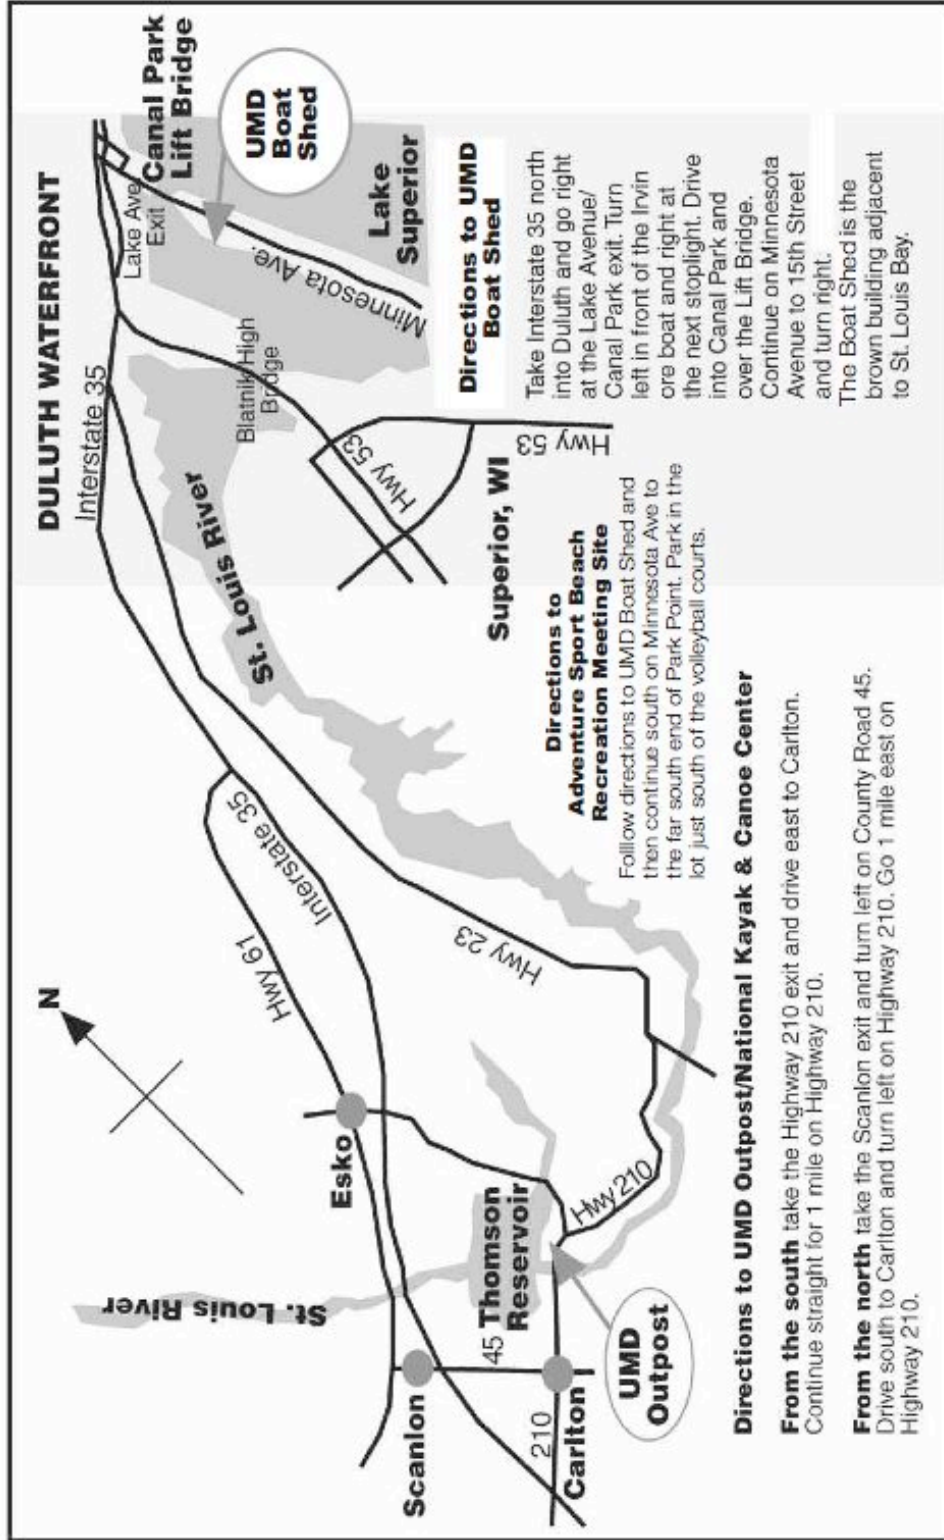 DULUTH WATERFRONT
Interstate 35
Lake Ave.
Exit
Canal Park
Lift Bridge
UMD
Boat
Shed
Minnesota Ave.
Lake
Superior
Blatnik High
Bridge
St. Louis River
Hwy 53
Hwy 53
Superior, WI
N
Hwy 61
Interstate 35
Hwy 23
Esko
St. Louis River
Thomson
Reservoir
Hwy 210
Scanlon
45
210
Carlton
UMD
Outpost
Directions to UMD
Boat Shed
Take Interstate 35 north
into Duluth and go right
at the Lake Avenue/
Canal Park exit. Turn
left in front of the Irvin
ore boat and right at
the next stoplight. Drive
into Canal Park and
over the Lift Bridge.
Continue on Minnesota
Avenue to 15th Street
and turn right.
The Boat Shed is the
brown building adjacent
to St. Louis Bay.
Directions to
Adventure Sport Beach
Recreation Meeting Site
Folllow directions to UMD Boat Shed and
then continue south on Minnesota Ave to
the far south end of Park Point. Park in the
lot just south of the volleyball courts.
Directions to UMD Outpost/National Kayak & Canoe Center
From the south take the Highway 210 exit and drive east to Carlton.
Continue straight for 1 mile on Highway 210.
From the north take the Scanlon exit and turn left on County Road 45.
Drive south to Carlton and turn left on Highway 210. Go 1 mile east on
Highway 210.